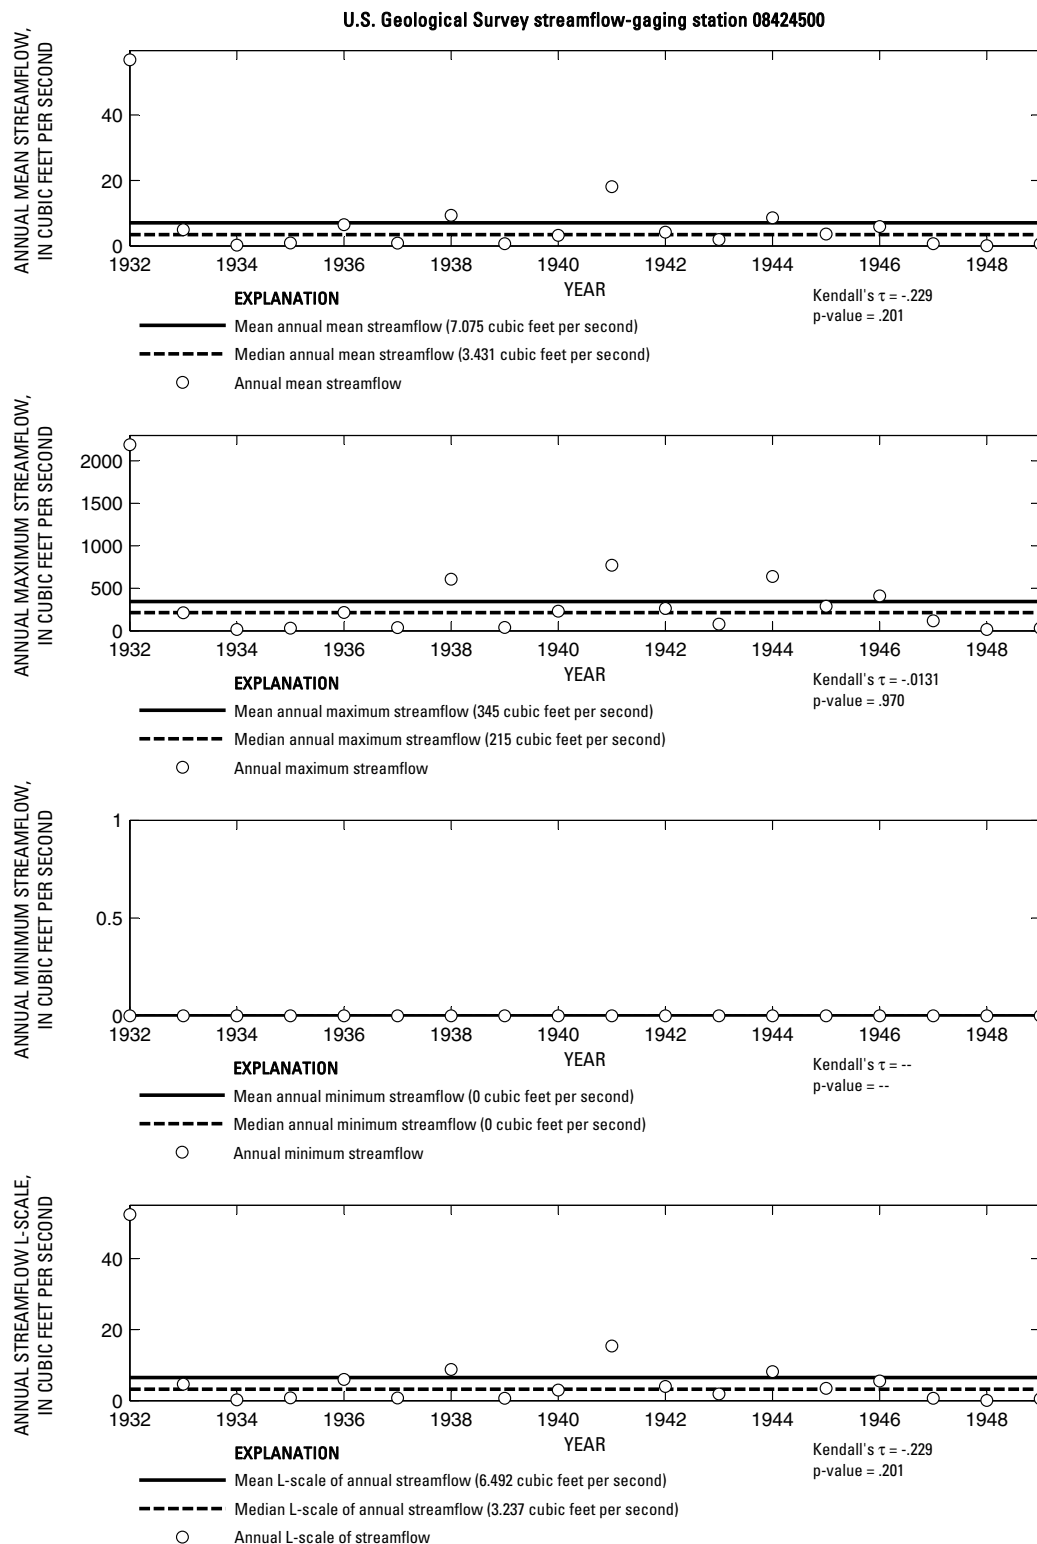 U.S. Geological Survey streamflow-gaging station 08424500
ANNUAL MEAN STREAMFLOW,
IN CUBIC FEET PER SECOND
40
20
0
1932 1934 1936 1938 1940 1942 1944 1946 1948
YEAR
Kendall's τ = -.229
p-value = .201
EXPLANATION
Mean annual mean streamflow (7.075 cubic feet per second)
Median annual mean streamflow (3.431 cubic feet per second)
Annual mean streamflow
ANNUAL MAXIMUM STREAMFLOW,
IN CUBIC FEET PER SECOND
2000
1500
1000
500
0
1932 1934 1936 1938 1940 1942 1944 1946 1948
YEAR
Kendall's τ = -.0131
p-value = .970
EXPLANATION
Mean annual maximum streamflow (345 cubic feet per second)
Median annual maximum streamflow (215 cubic feet per second)
Annual maximum streamflow
ANNUAL MINIMUM STREAMFLOW,
IN CUBIC FEET PER SECOND
1
0.5
0
1932 1934 1936 1938 1940 1942 1944 1946 1948
YEAR
Kendall's τ = --
p-value = --
EXPLANATION
Mean annual minimum streamflow (0 cubic feet per second)
Median annual minimum streamflow (0 cubic feet per second)
Annual minimum streamflow
ANNUAL STREAMFLOW L-SCALE,
IN CUBIC FEET PER SECOND
40
20
0
1932 1934 1936 1938 1940 1942 1944 1946 1948
YEAR
Kendall's τ = -.229
p-value = .201
EXPLANATION
Mean L-scale of annual streamflow (6.492 cubic feet per second)
Median L-scale of annual streamflow (3.237 cubic feet per second)
Annual L-scale of streamflow